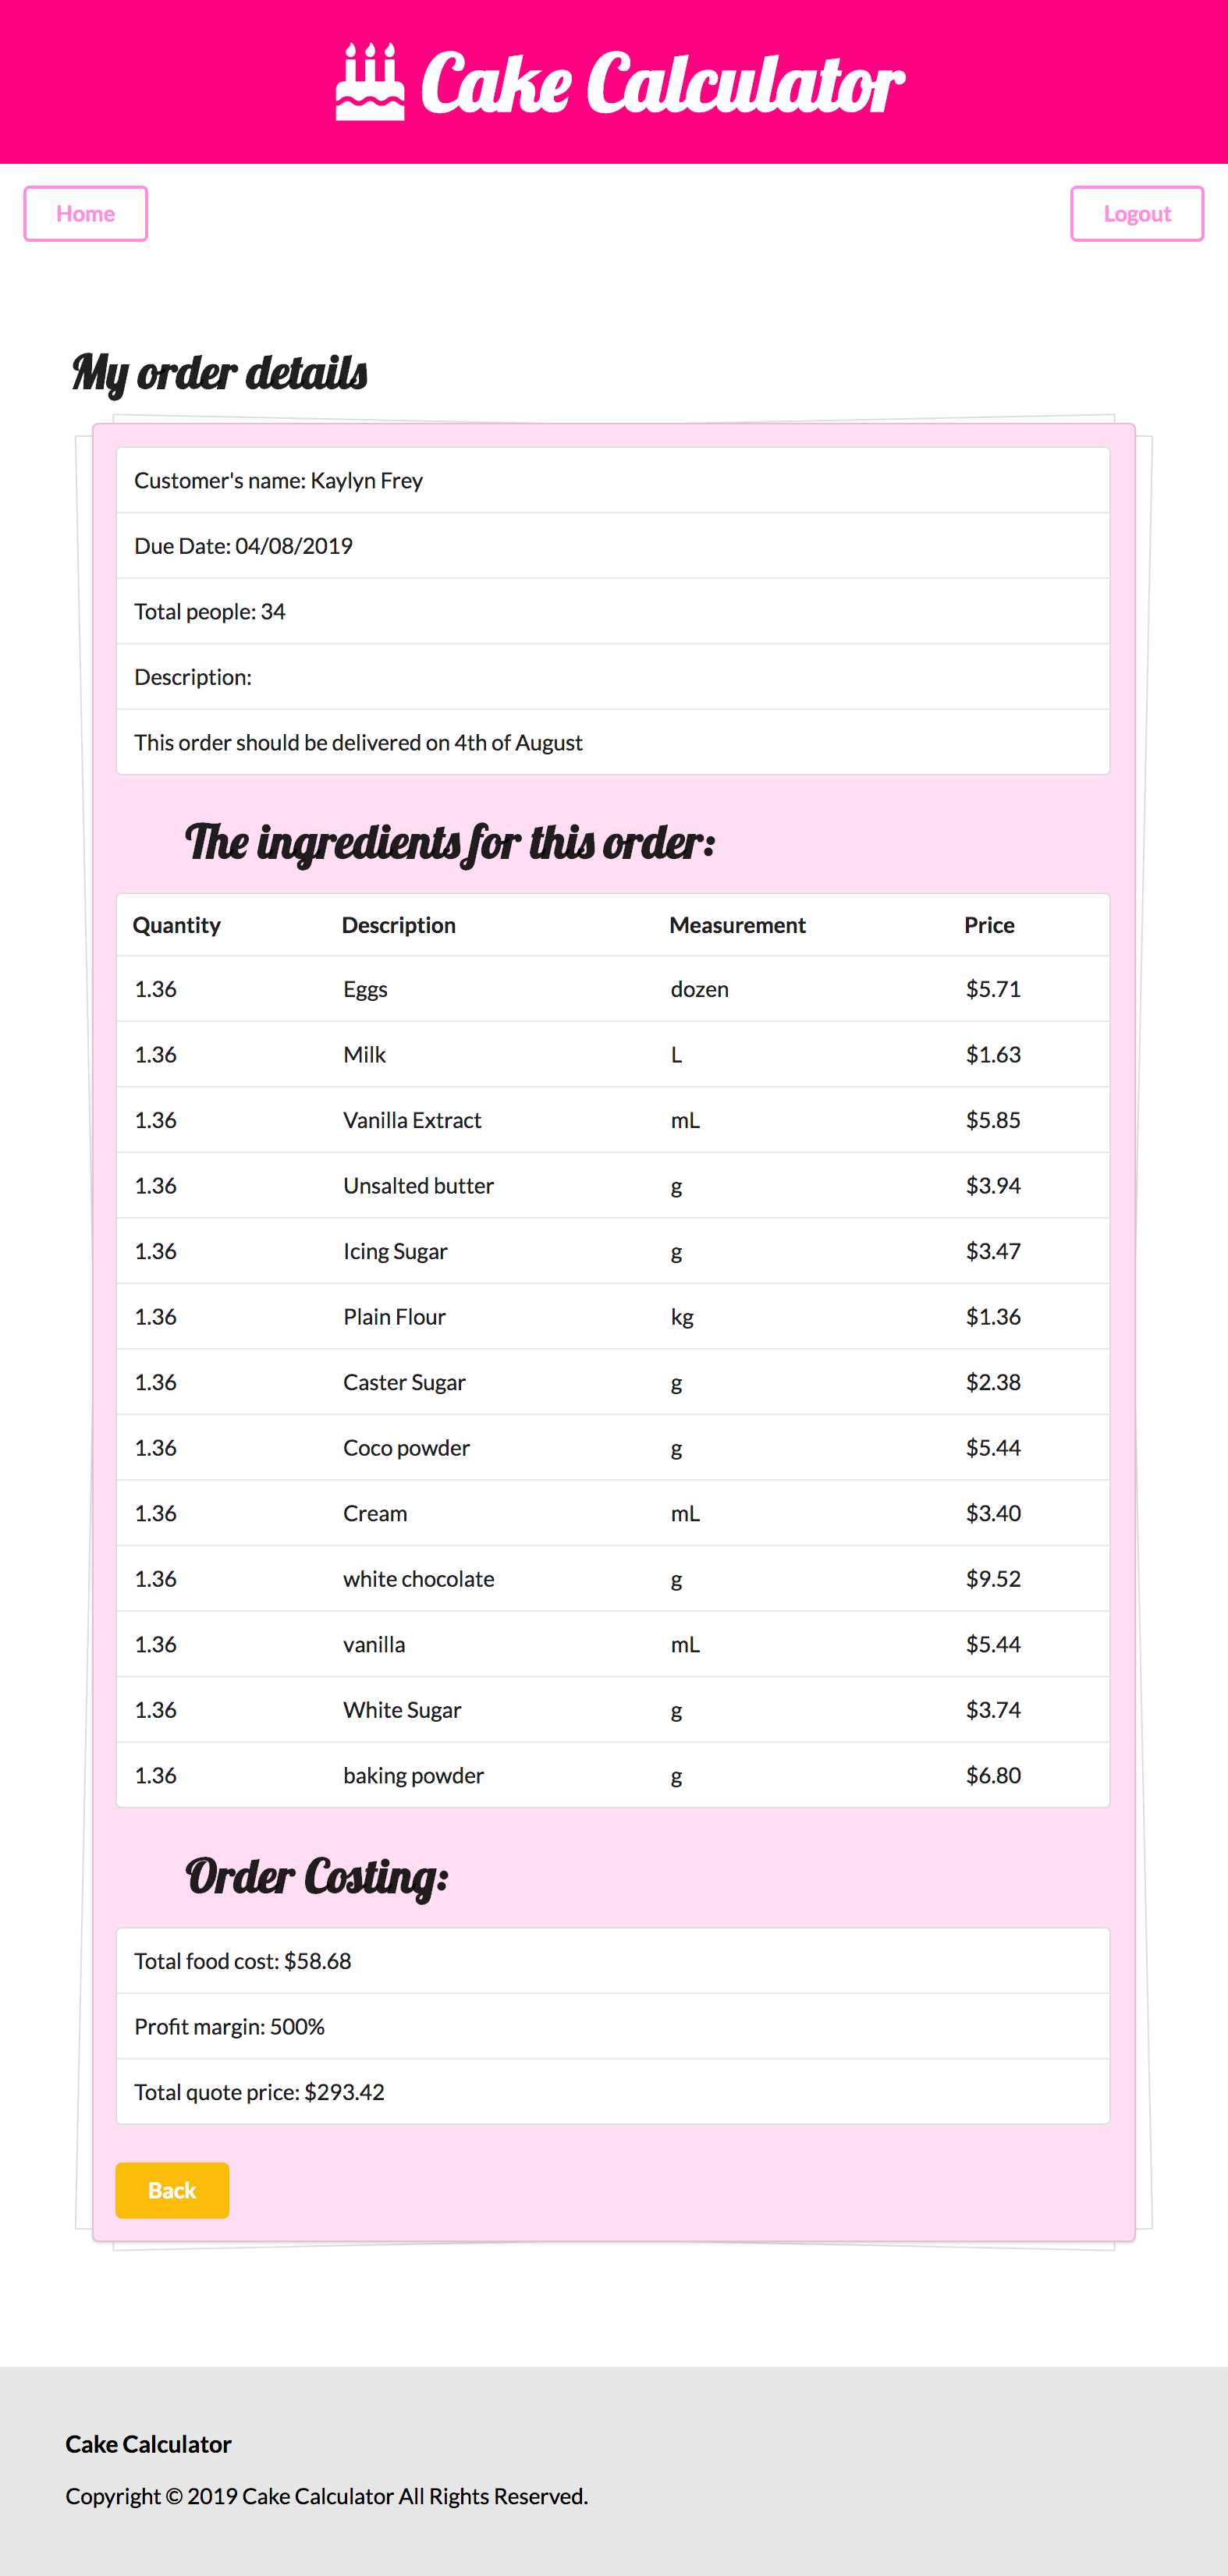 Cake Calculator
Home Logout
My order details
Customer's name: Kaylyn Frey
Due Date: 04/08/2019
Total people: 34
Description:
This order should be delivered on 4th of August
The ingredients for this order:
Quantity Description Measurement Price
1.36 Eggs dozen $5.71
1.36 Milk L $1.63
1.36 Vanilla Extract mL $5.85
1.36 Unsalted butter g $3.94
1.36 Icing Sugar g $3.47
1.36 Plain Flour kg $1.36
1.36 Caster Sugar g $2.38
1.36 Coco powder g $5.44
1.36 Cream mL $3.40
1.36 white chocolate g $9.52
1.36 vanilla mL $5.44
1.36 White Sugar g $3.74
1.36 baking powder g $6.80
Order Costing:
Total food cost: $58.68
Profit margin: 500%
Total quote price: $293.42
Back
Cake Calculator
Copyright © 2019 Cake Calculator All Rights Reserved.